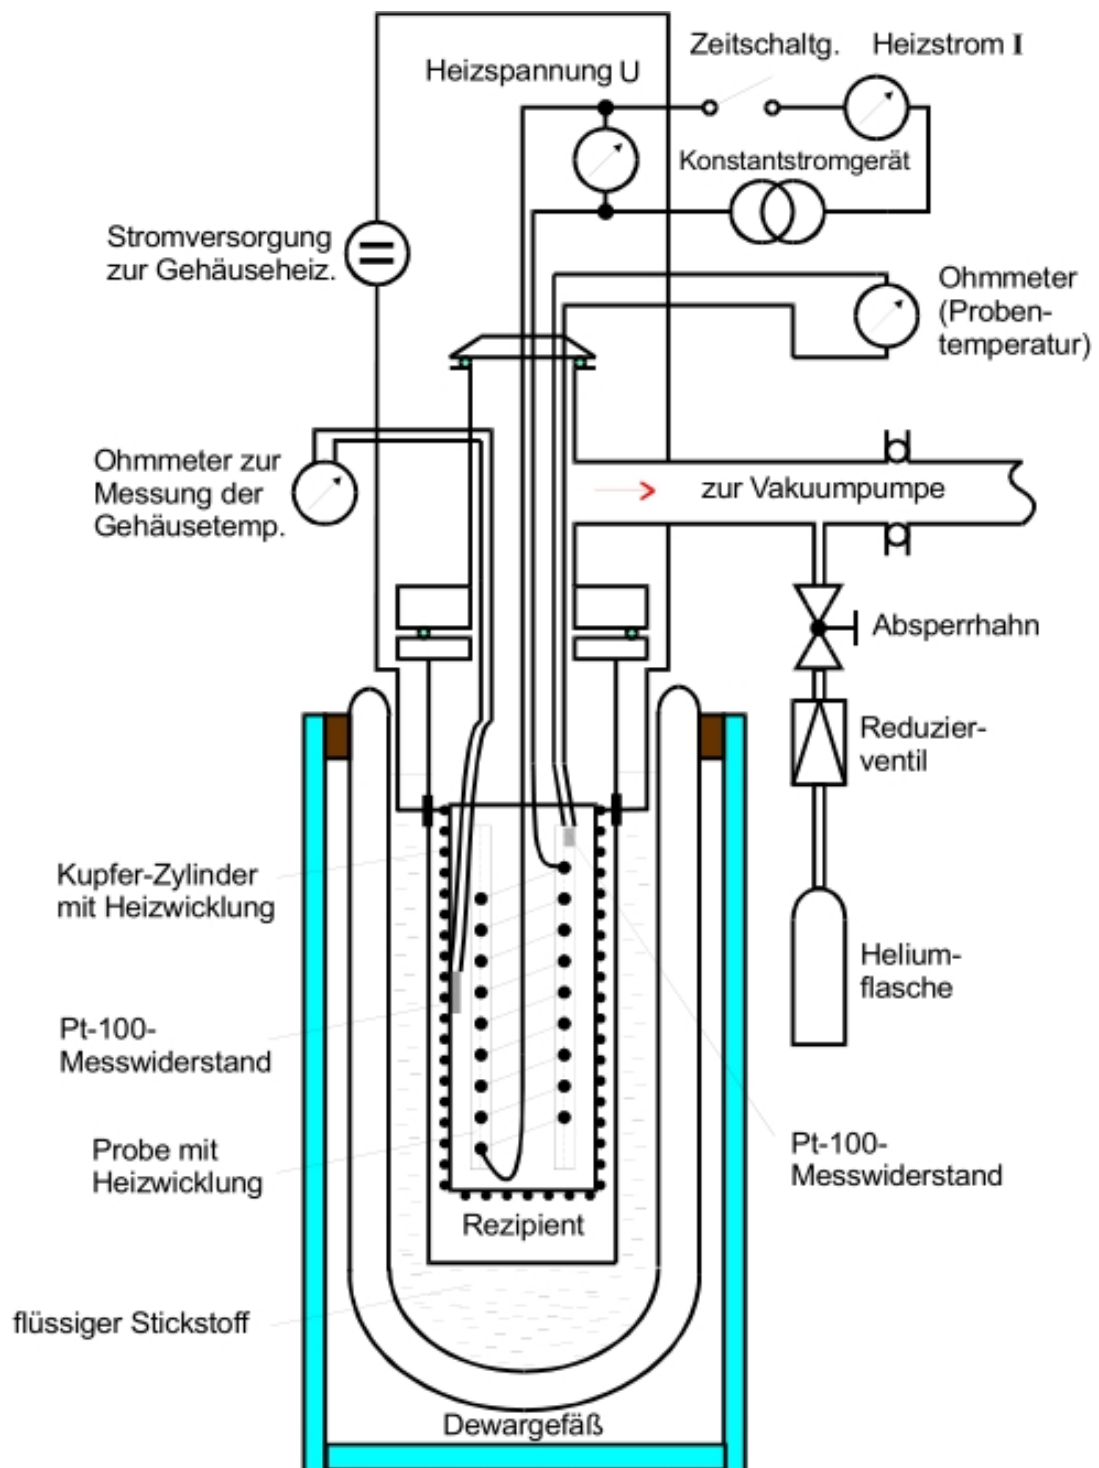 Zeitschaltg.
Heizstrom I
Heizspannung U
Konstantstromgerät
Stromversorgung
zur Gehäuseheiz.
Ohmmeter
(Proben-
temperatur)
Ohmmeter zur
Messung der
Gehäusetemp.
zur Vakuumpumpe
Absperrhahn
Reduzier-
ventil
Kupfer-Zylinder
mit Heizwicklung
Helium-
flasche
Pt-100-
Messwiderstand
Probe mit
Heizwicklung
Pt-100-
Messwiderstand
Rezipient
flüssiger Stickstoff
Dewargefäß